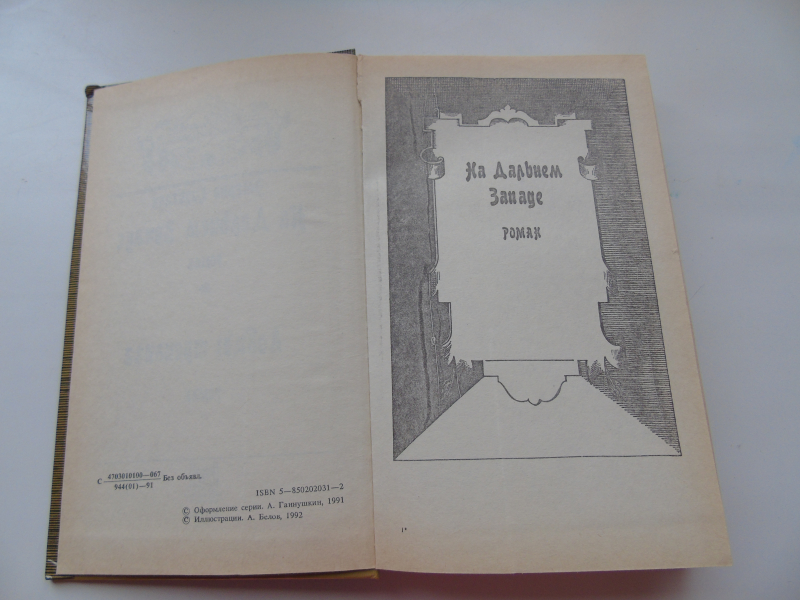 С 4703010100—067 Без объявл.
944(01)—91
ISBN 5—850202031—2
© Оформление серии. А. Ганнушкин, 1991
© Иллюстрации. А. Белов, 1992
На Дальнем
Западе
роман
1*